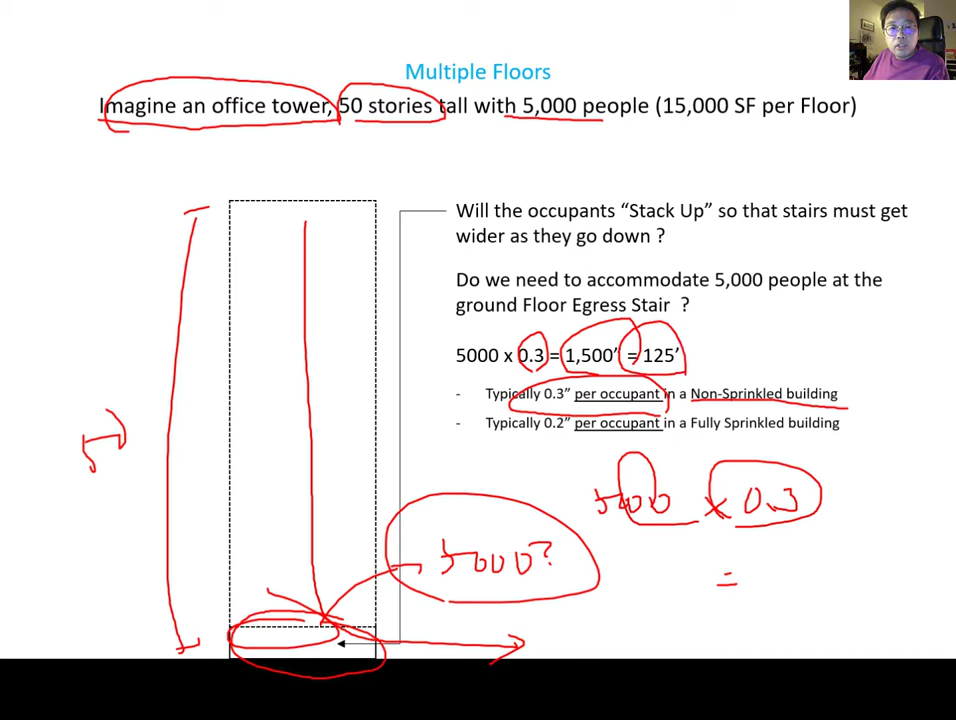 Multiple Floors
Imagine an office tower, 50 stories tall with 5,000 people (15,000 SF per Floor)
Will the occupants “Stack Up” so that stairs must get
wider as they go down ?
Do we need to accommodate 5,000 people at the
ground Floor Egress Stair ?
5000 x 0.3 = 1,500” = 125’
- Typically 0.3” per occupant in a Non-Sprinkled building
- Typically 0.2” per occupant in a Fully Sprinkled building
500 x 0.3
=
5000?